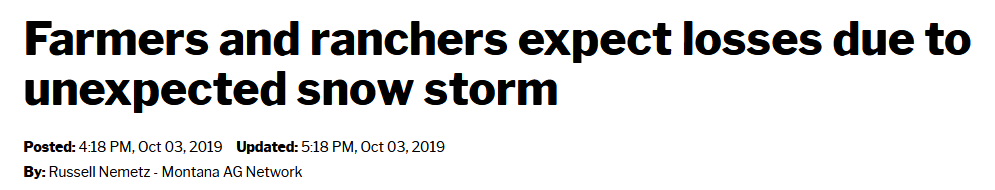 Farmers and ranchers expect losses due to
unexpected snow storm
Posted: 4:18 PM, Oct 03, 2019 Updated: 5:18 PM, Oct 03, 2019
By: Russell Nemetz - Montana AG Network